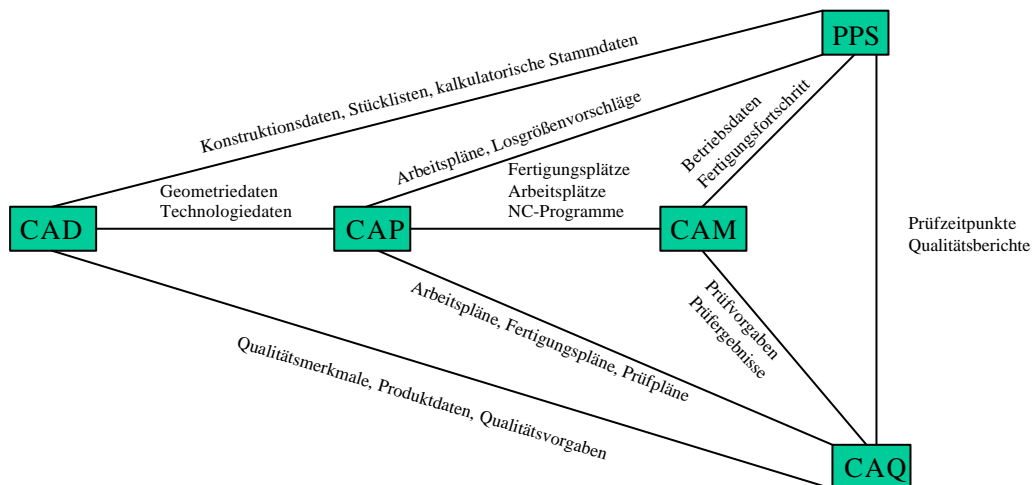 PPS
Konstruktionsdaten, Stücklisten, kalkulatorische Stammdaten
Arbeitspläne, Losgrößenvorschläge
Betriebsdaten
Fertigungsfortschritt
Geometriedaten
Technologiedaten
Fertigungsplätze
Arbeitsplätze
NC-Programme
CAD
CAP
CAM
Prüfzeitpunkte
Qualitätsberichte
Arbeitspläne, Fertigungspläne, Prüfpläne
Prüfvorgaben
Prüfergebnisse
Qualitätsmerkmale, Produktdaten, Qualitätsvorgaben
CAQ